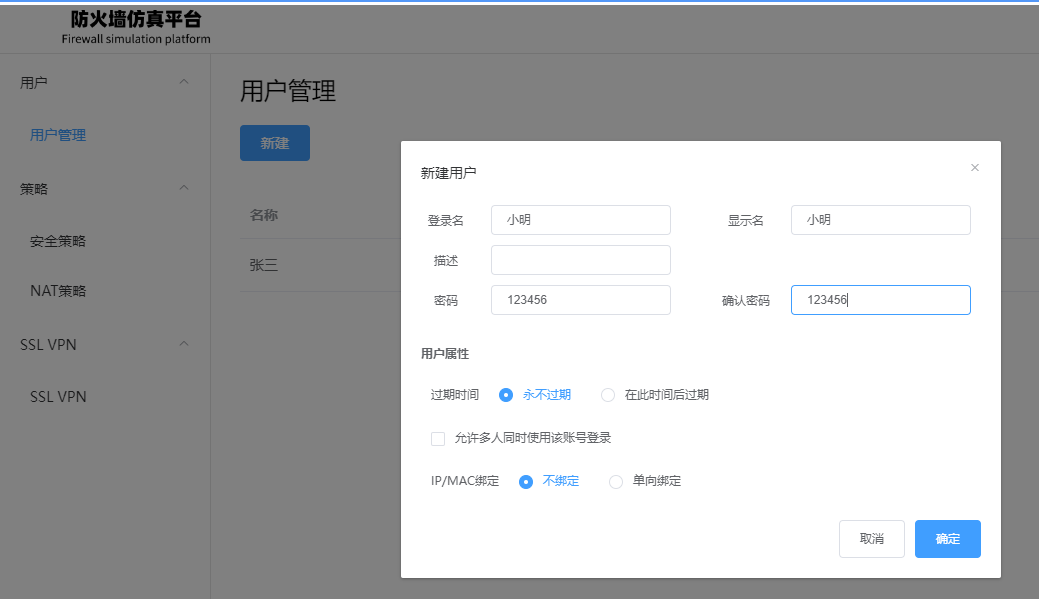 防火墙仿真平台
Firewall simulation platform
用户
用户管理
策略
安全策略
NAT策略
SSL VPN
SSL VPN
用户管理
新建
名称
张三
新建用户
登录名 小明 显示名 小明
描述
密码 123456 确认密码 123456
用户属性
过期时间 永不过期 在此时间后过期
允许多人同时使用该账号登录
IP/MAC绑定 不绑定 单向绑定
取消 确定